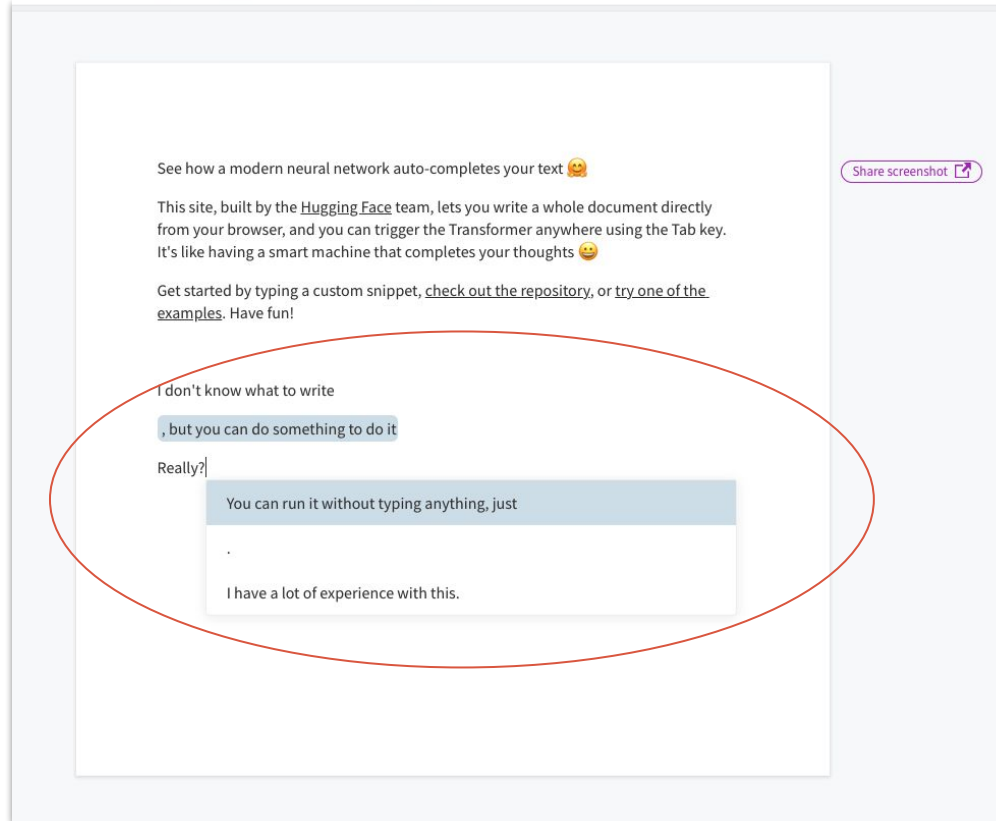 See how a modern neural network auto-completes your text 🤗
Share screenshot
This site, built by the Hugging Face team, lets you write a whole document directly
from your browser, and you can trigger the Transformer anywhere using the Tab key.
It's like having a smart machine that completes your thoughts 😀
Get started by typing a custom snippet, check out the repository, or try one of the
examples. Have fun!
I don't know what to write
, but you can do something to do it
Really?
You can run it without typing anything, just
.
I have a lot of experience with this.